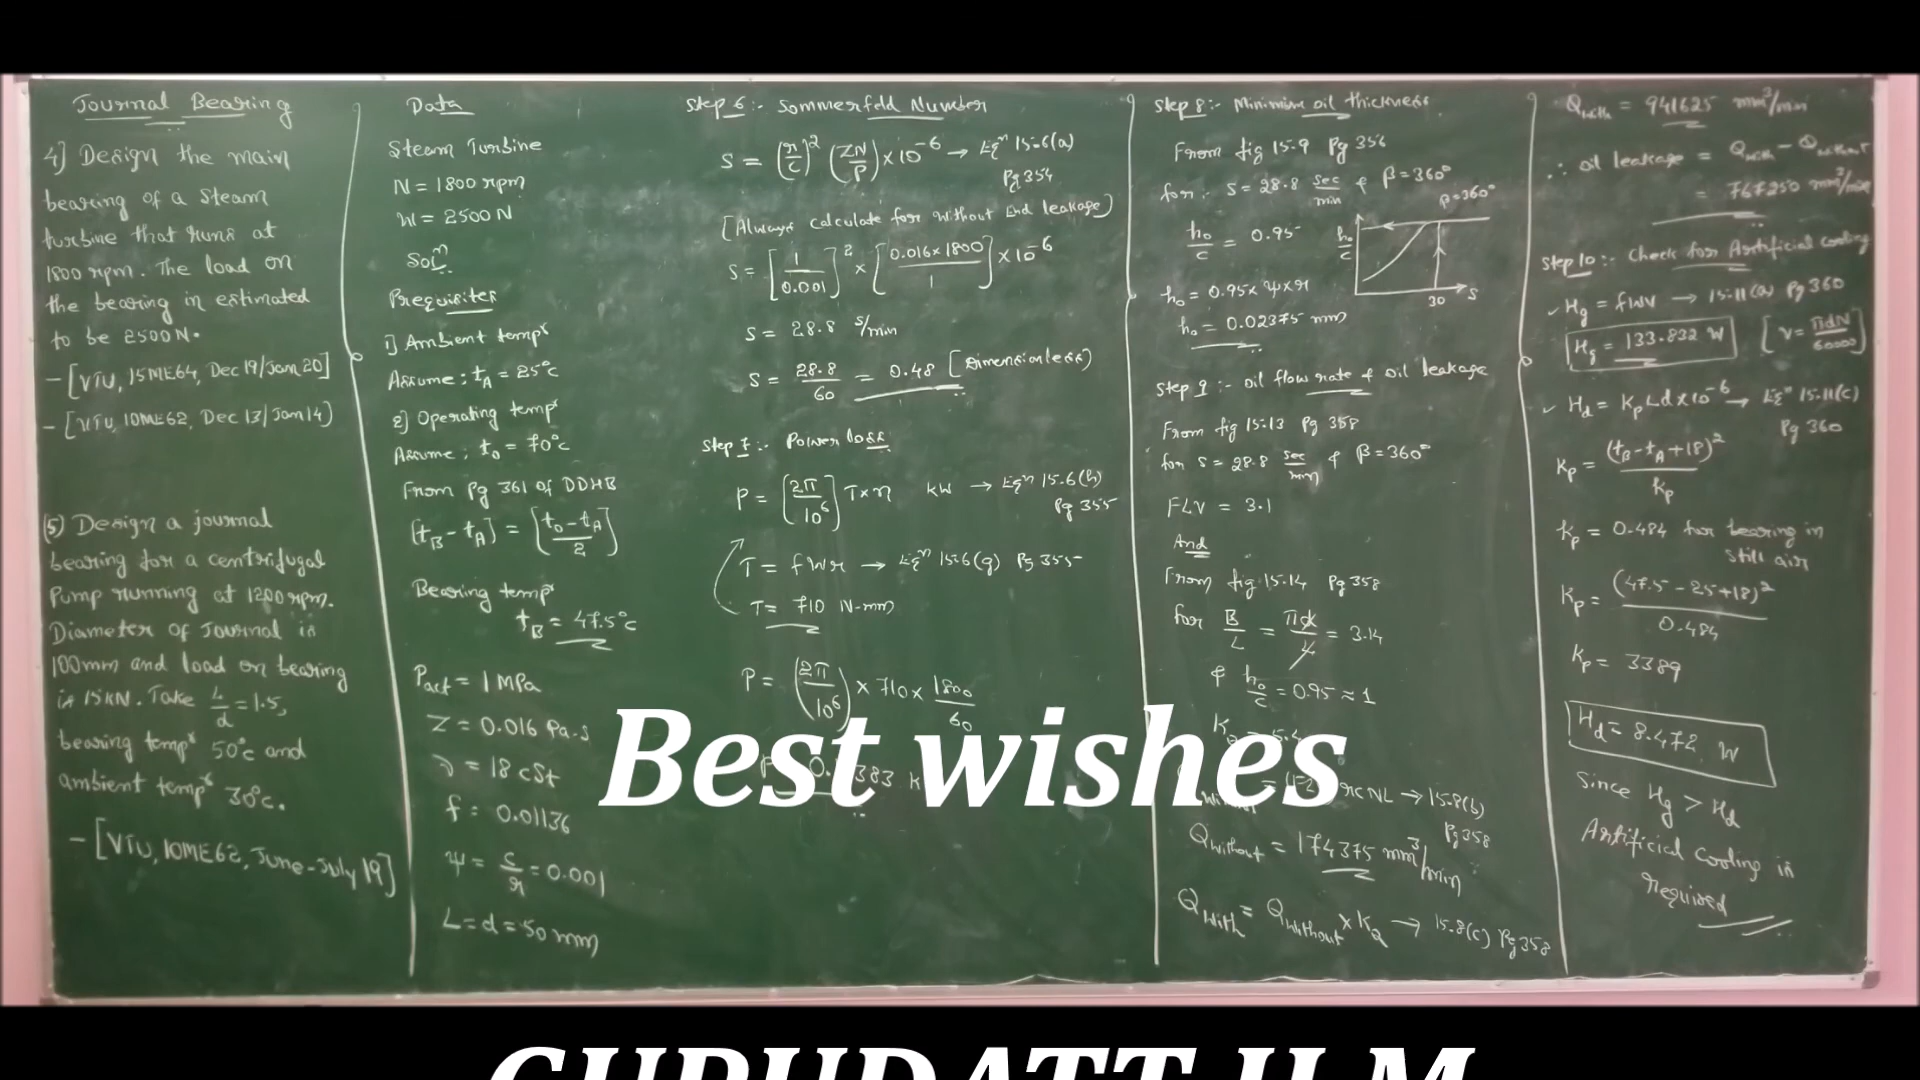 Journal Bearing
4] Design the main
bearing of a steam
turbine that runs at
1800 rpm. The load on
the bearing in estimated
to be 2500 N.
- [VTU, 15ME64, Dec 19/Jan 20]
- [VTU, 10ME62, Dec 13/Jan 14]
(5) Design a journal
bearing for a centrifugal
Pump running at 1200 rpm.
Diameter of Journal is
100mm and load on bearing
is 15KN. Take L/d = 1.5,
bearing tempr 50°c and
ambient tempr 30°c.
- [VTU, 10ME62, June-July 19]
Data
Steam Turbine
N = 1800 rpm
W = 2500 N
Soln
Prequisites
1] Ambient tempr
Assume: tA = 25°c
2] Operating tempr
Assume: to = 70°c
From Pg 361 of DDHB
(tB - tA) = [to - tA / 2]
Bearing tempr
tB = 47.5°c
Pact = 1 MPa
Z = 0.016 Pa-s
ν = 18 cSt
f = 0.01136
ψ = c/r = 0.001
L = d = 50 mm
Step 6:- Sommerfeld Number
S = (r/c)² (ZN/P) × 10⁻⁶ → Eqn 15.6(a)
Pg 354
[Always calculate for without End leakage]
S = [1/0.001]² × [0.016×1800/1] × 10⁻⁶
S = 28.8 s/min
S = 28.8/60 = 0.48 [Dimensionless]
Step 7:- Power loss
P = [2π/10⁶] T×n KW → Eqn 15.6(h)
Pg 355
T = fWr → Eqn 15.6(g) Pg 355
T = 710 N-mm
P = (2π/10⁶) × 710 × 1800/60
Step 8:- Minimum oil thickness
From fig 15.9 Pg 356
for:- S = 28.8 sec/min & β = 360°
β=360°
ho/c = 0.95
ho/c
30
S
ho = 0.95 × ψ × r
ho = 0.02375 mm
Step 9:- oil flow rate & oil leakage
From fig 15.13 Pg 358
for S = 28.8 sec/min & β = 360°
FLV = 3.1
And
From fig 15.14 Pg 358
for B/L = πd/L = 3.14
& ho/c = 0.95 ≈ 1
rcNL → 15.8(b)
Pg 358
Qwithout = 174375 mm³/min
Qwith = Qwithout × KQ → 15.8(c) Pg 358
Qwith = 941625 mm³/min
∴ oil leakage = Qwith - Qwithout
= 767250 mm³/min
Step 10:- Check for Artificial cooling
✓ Hg = fWV → 15.11(a) Pg 360
Hg = 133.832 W [V = πdN/60000]
✓ Hd = Kp Ld × 10⁻⁶ → Eqn 15.11(c)
Pg 360
Kp = (tB - tA + 18)² / Kp
Kp = 0.484 for bearing in
still air
Kp = (47.5 - 25 + 18)² / 0.484
Kp = 3389
Hd = 8.472 W
Since Hg > Hd
Artificial Cooling is
required
Best wishes